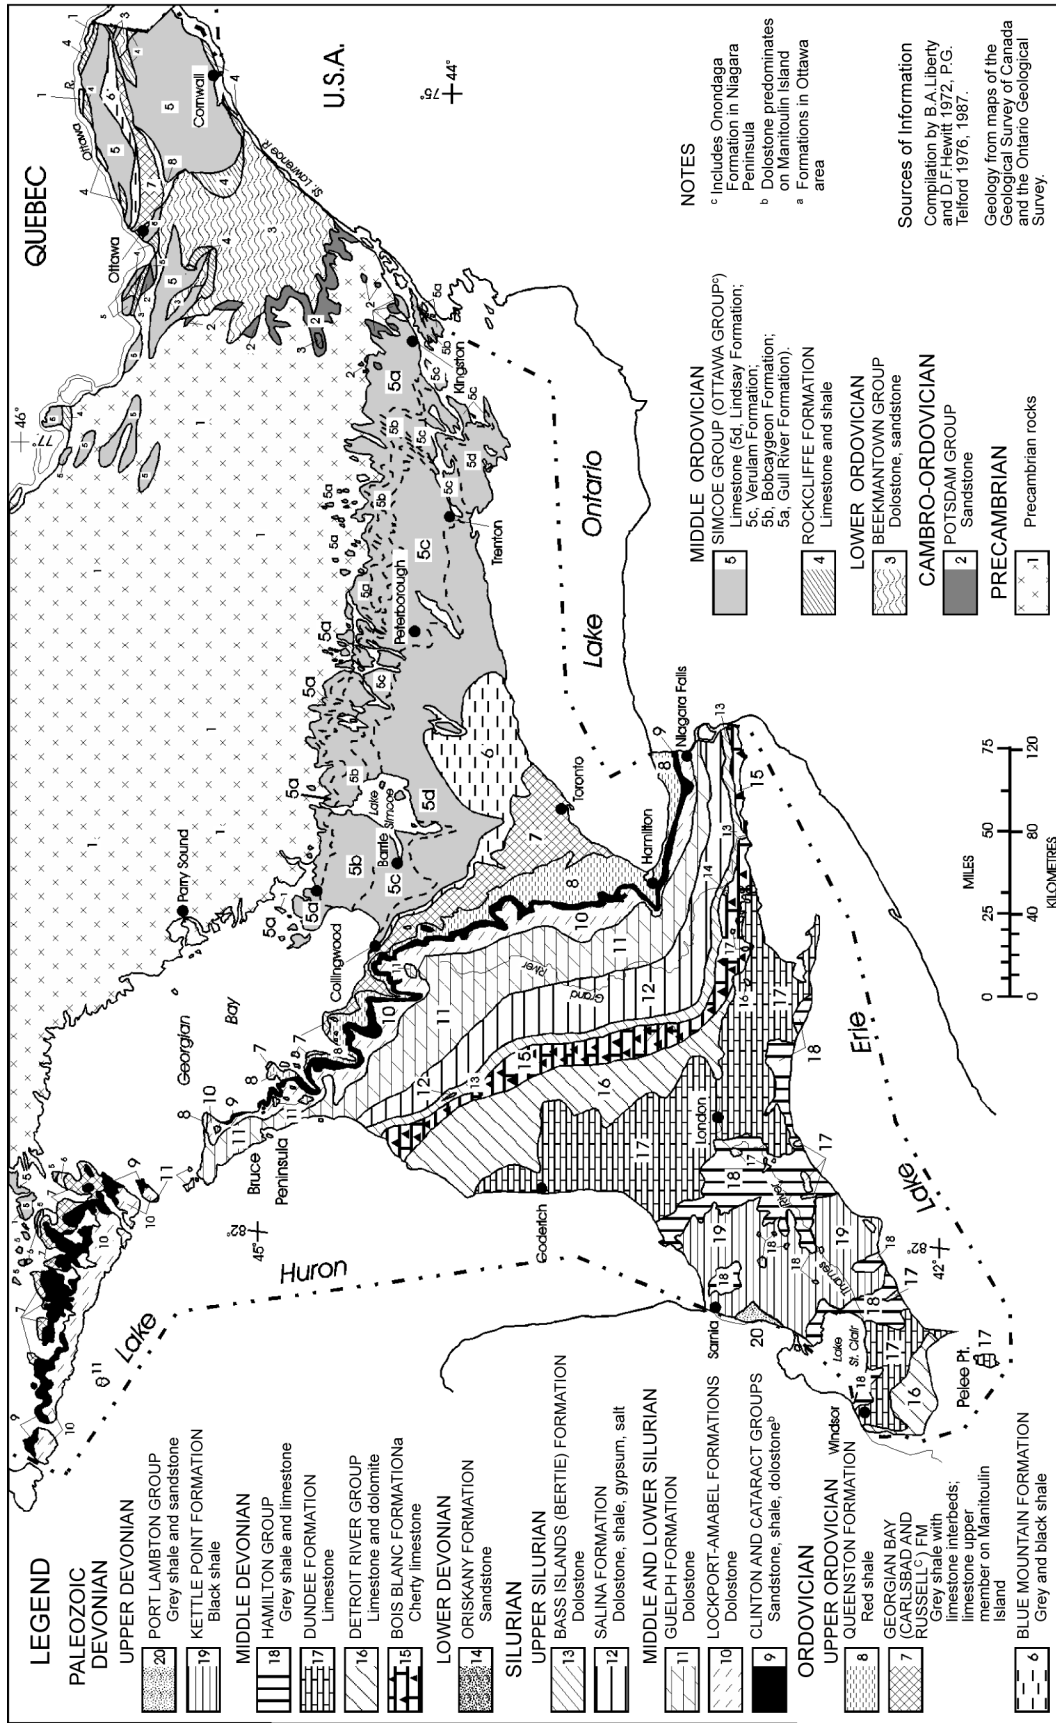 LEGEND
PALEOZOIC
DEVONIAN
UPPER DEVONIAN
20 PORT LAMBTON GROUP
Grey shale and sandstone
19 KETTLE POINT FORMATION
Black shale
MIDDLE DEVONIAN
18 HAMILTON GROUP
Grey shale and limestone
17 DUNDEE FORMATION
Limestone
16 DETROIT RIVER GROUP
Limestone and dolomite
15 BOIS BLANC FORMATIONNa
Cherty limestone
LOWER DEVONIAN
14 ORISKANY FORMATION
Sandstone
SILURIAN
UPPER SILURIAN
13 BASS ISLANDS (BERTIE) FORMATION
Dolostone
12 SALINA FORMATION
Dolostone, shale, gypsum, salt
MIDDLE AND LOWER SILURIAN
11 GUELPH FORMATION
Dolostone
10 LOCKPORT-AMABEL FORMATIONS
Dolostone
9 CLINTON AND CATARACT GROUPS
Sandstone, shale, dolostone b
ORDOVICIAN
UPPER ORDOVICIAN
8 QUEENSTON FORMATION
Red shale
7 GEORGIAN BAY
(CARLSBAD AND
RUSSELL c) FM
Grey shale with
limestone interbeds;
limestone upper
member on Manitoulin
Island
6 BLUE MOUNTAIN FORMATION
Grey and black shale
MIDDLE ORDOVICIAN
5 SIMCOE GROUP (OTTAWA GROUP c)
Limestone (5d, Lindsay Formation;
5c, Verulam Formation;
5b, Bobcaygeon Formation;
5a, Gull River Formation).
4 ROCKCLIFFE FORMATION
Limestone and shale
LOWER ORDOVICIAN
3 BEEKMANTOWN GROUP
Dolostone, sandstone
CAMBRO-ORDOVICIAN
2 POTSDAM GROUP
Sandstone
PRECAMBRIAN
1 Precambrian rocks
NOTES
c Includes Onondaga
Formation in Niagara
Peninsula
b Dolostone predominates
on Manitoulin Island
a Formations in Ottawa
area
Sources of Information
Compilation by B.A.Liberty
and D.F.Hewitt 1972, P.G.
Telford 1976, 1987.
Geology from maps of the
Geological Survey of Canada
and the Ontario Geological
Survey.
QUEBEC
U.S.A.
Ottawa R.
Ottawa
Cornwall
St. Lawrence R
75° 44°
77° 46°
82° 45°
82° 42°
Parry Sound
Georgian
Bay
Bruce
Peninsula
Collingwood
Barrie
Lake
Simcoe
Peterborough
Trenton
Kingston
Toronto
Hamilton
Niagara Falls
Lake Ontario
Lake Huron
Lake Erie
Grand River
Goderich
London
Sarnia
Thames River
Lake
St. Clair
Windsor
Pelee Pt.
MILES
0 25 50 75
0 40 80 120
KILOMETRES